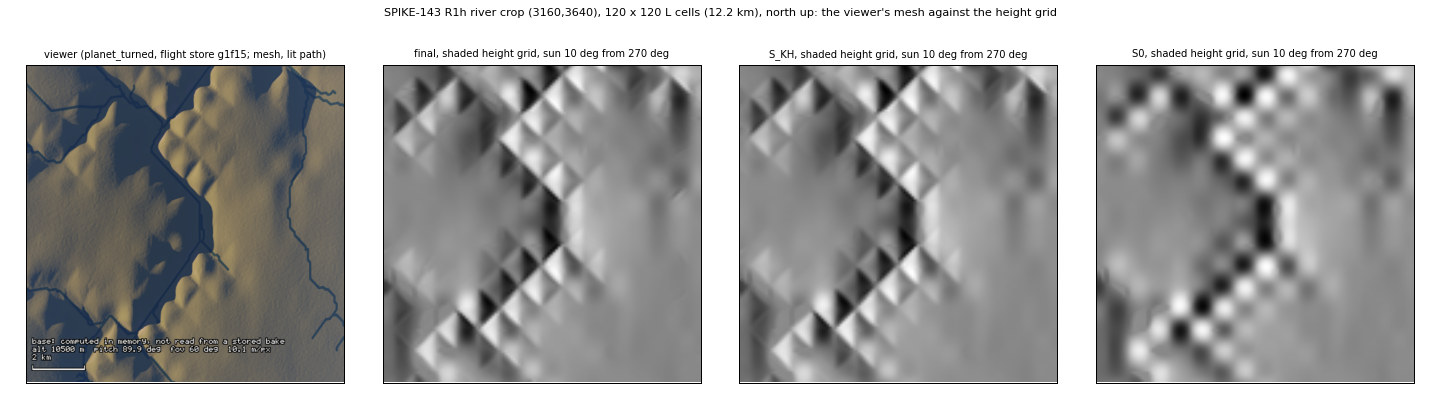 SPIKE-143 R1h river crop (3160,3640), 120 x 120 L cells (12.2 km), north up: the viewer's mesh against the height grid
viewer (planet_turned, flight store g1f15; mesh, lit path)
final, shaded height grid, sun 10 deg from 270 deg
S_KH, shaded height grid, sun 10 deg from 270 deg
S0, shaded height grid, sun 10 deg from 270 deg
base: computed in memory, not read from a stored bake
alt 10500 m pitch 89.9 deg fov 60 deg 10.1 m/px
2 km